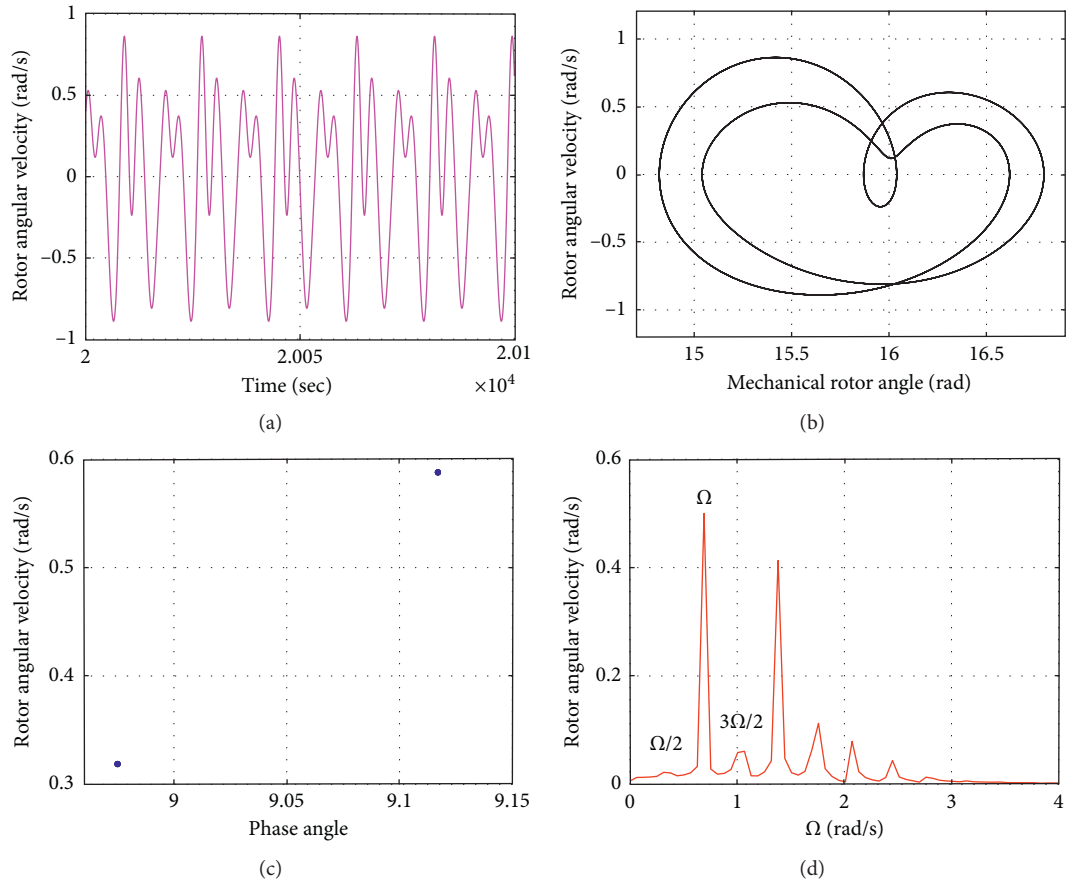 Rotor angular velocity (rad/s)
1
0.5
0
−0.5
−1
2
2.005
2.01
Time (sec)
×10⁴
(a)
Rotor angular velocity (rad/s)
1
0.5
0
−0.5
−1
15
15.5
16
16.5
Mechanical rotor angle (rad)
(b)
Rotor angular velocity (rad/s)
0.6
0.5
0.4
0.3
9
9.05
9.1
9.15
Phase angle
(c)
Rotor angular velocity (rad/s)
0.6
0.4
0.2
0
Ω
Ω/2
3Ω/2
0
1
2
3
4
Ω (rad/s)
(d)